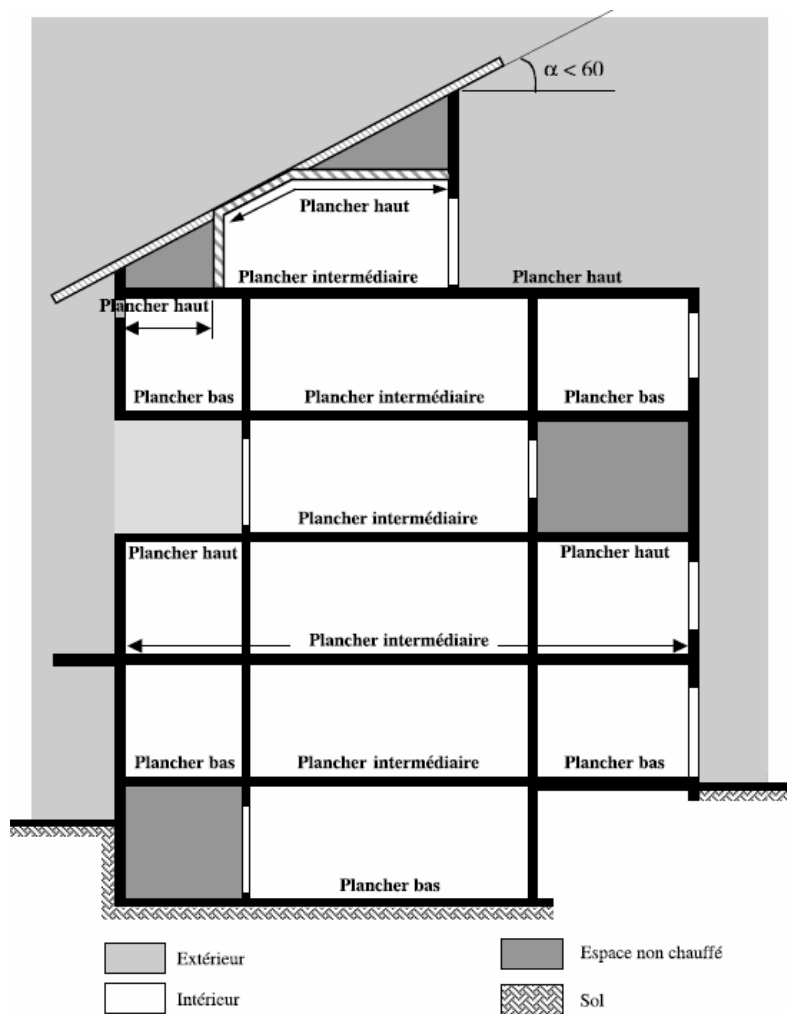 α < 60
Plancher haut
Plancher intermédiaire
Plancher haut
Plancher haut
Plancher bas
Plancher intermédiaire
Plancher bas
Plancher intermédiaire
Plancher haut
Plancher haut
Plancher intermédiaire
Plancher bas
Plancher intermédiaire
Plancher bas
Plancher bas
Extérieur
Espace non chauffé
Intérieur
Sol